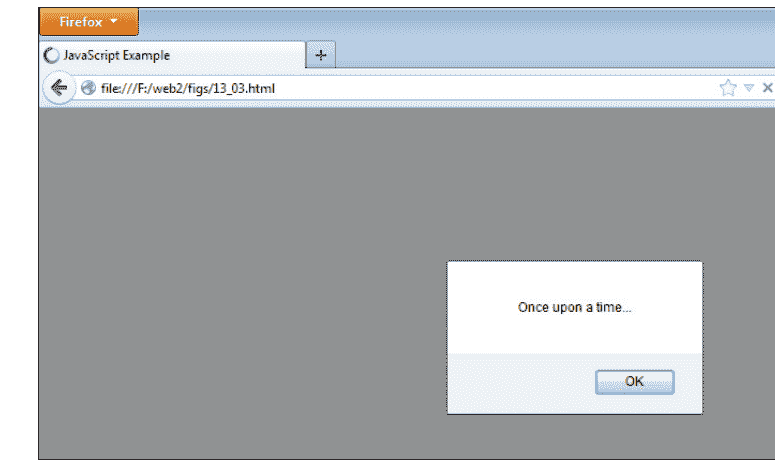 Firefox
JavaScript Example
file:///F:/web2/figs/13_03.html
Once upon a time...
OK